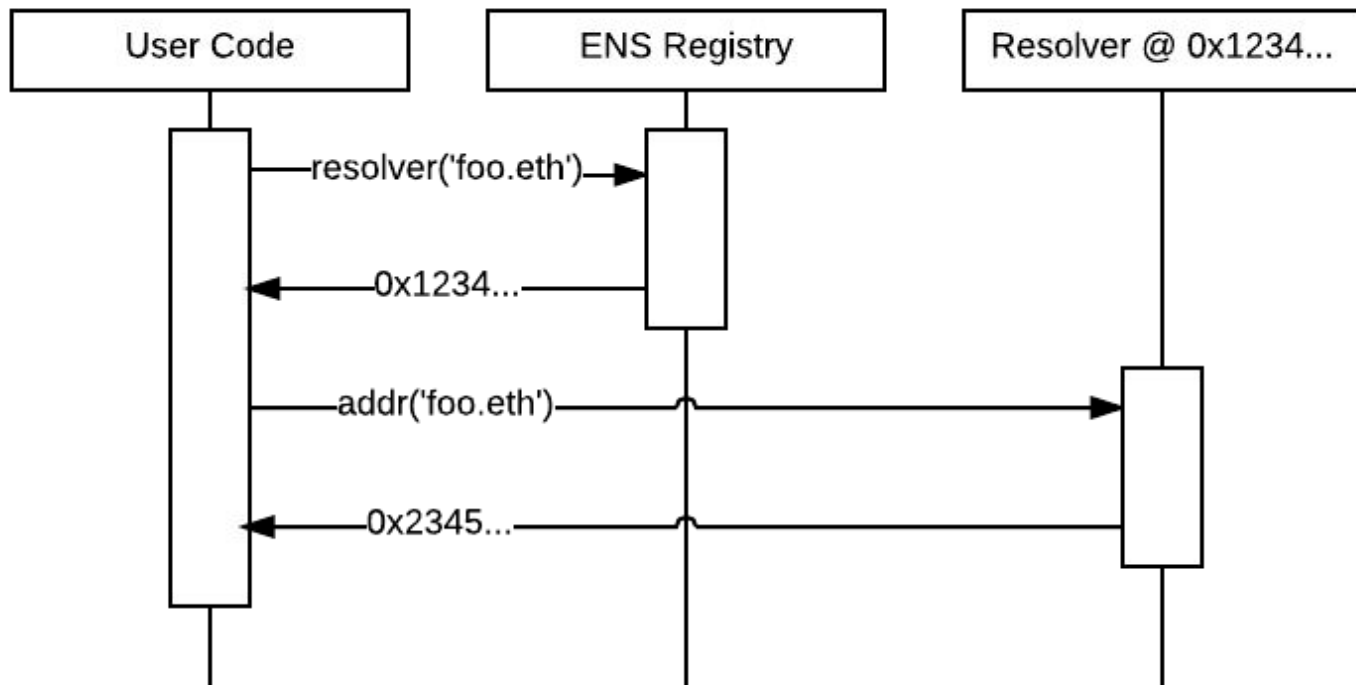 User Code
ENS Registry
Resolver @ 0x1234...
resolver('foo.eth')
0x1234...
addr('foo.eth')
0x2345...